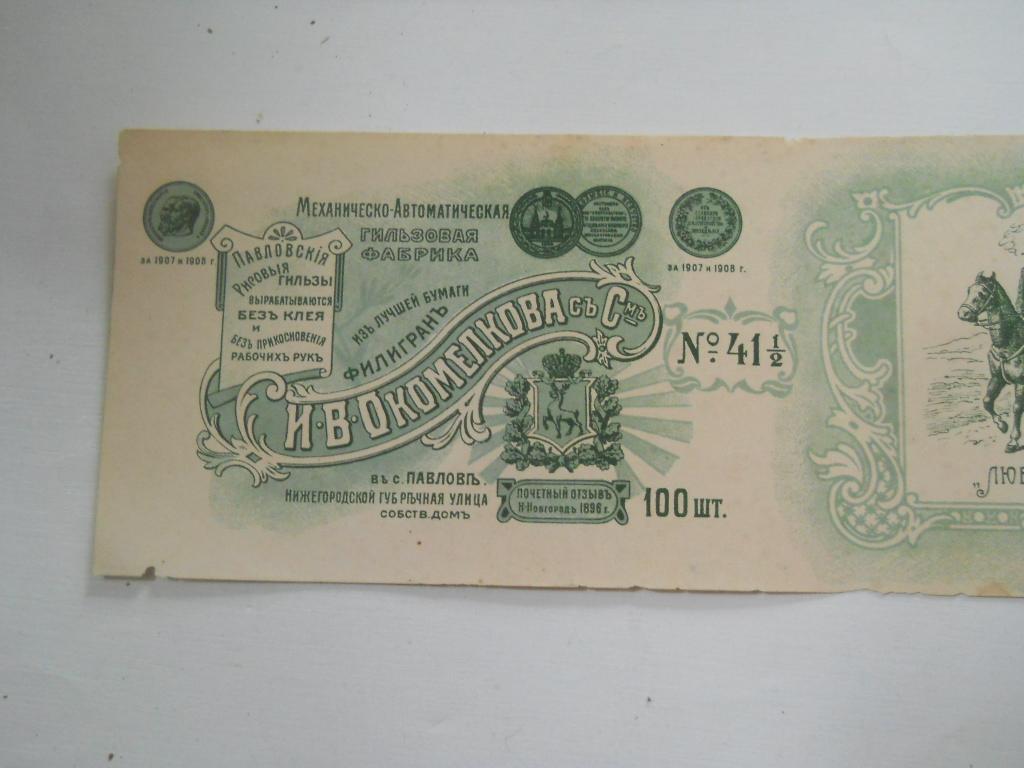 за 1907 и 1908 г.
Павловскія
Рисовыя
гильзы
вырабатываются
безъ клея
и
безъ прикосновенія
рабочихъ рукъ
Механическо-Автоматическая
гильзовая
фабрика
изъ лучшей бумаги
филигранъ
И·В·Окомелкова съ С-мъ
въ с. Павловѣ.
Нижегородской губ Рѣчная улица
собств. домъ
почетный отзывъ
Н-Новгородъ 1896 г.
за 1907 и 1908 г.
№ 41 1/2
100 шт.
„Люб